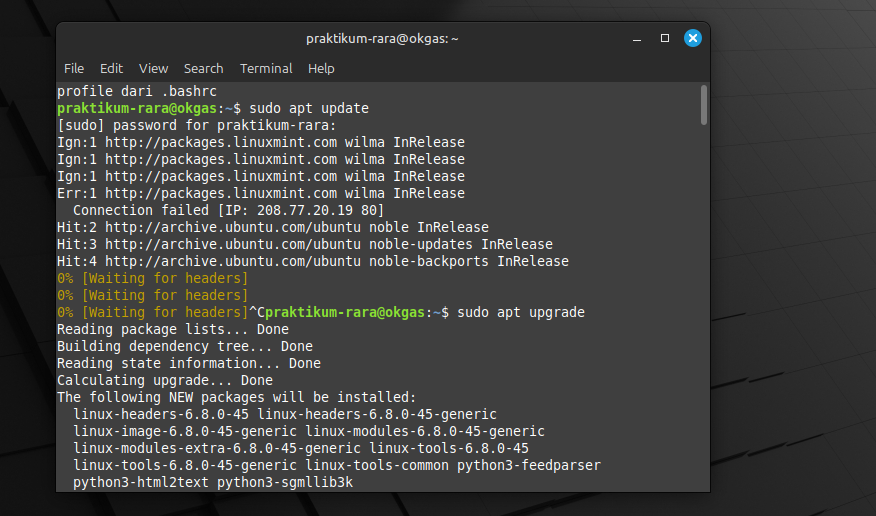 praktikum-rara@okgas: ~
File Edit View Search Terminal Help
profile dari .bashrc
praktikum-rara@okgas:~$ sudo apt update
[sudo] password for praktikum-rara:
Ign:1 http://packages.linuxmint.com wilma InRelease
Ign:1 http://packages.linuxmint.com wilma InRelease
Ign:1 http://packages.linuxmint.com wilma InRelease
Err:1 http://packages.linuxmint.com wilma InRelease
  Connection failed [IP: 208.77.20.19 80]
Hit:2 http://archive.ubuntu.com/ubuntu noble InRelease
Hit:3 http://archive.ubuntu.com/ubuntu noble-updates InRelease
Hit:4 http://archive.ubuntu.com/ubuntu noble-backports InRelease
0% [Waiting for headers]
0% [Waiting for headers]
0% [Waiting for headers]^Cpraktikum-rara@okgas:~$ sudo apt upgrade
Reading package lists... Done
Building dependency tree... Done
Reading state information... Done
Calculating upgrade... Done
The following NEW packages will be installed:
  linux-headers-6.8.0-45 linux-headers-6.8.0-45-generic
  linux-image-6.8.0-45-generic linux-modules-6.8.0-45-generic
  linux-modules-extra-6.8.0-45-generic linux-tools-6.8.0-45
  linux-tools-6.8.0-45-generic linux-tools-common python3-feedparser
  python3-html2text python3-sgmllib3k